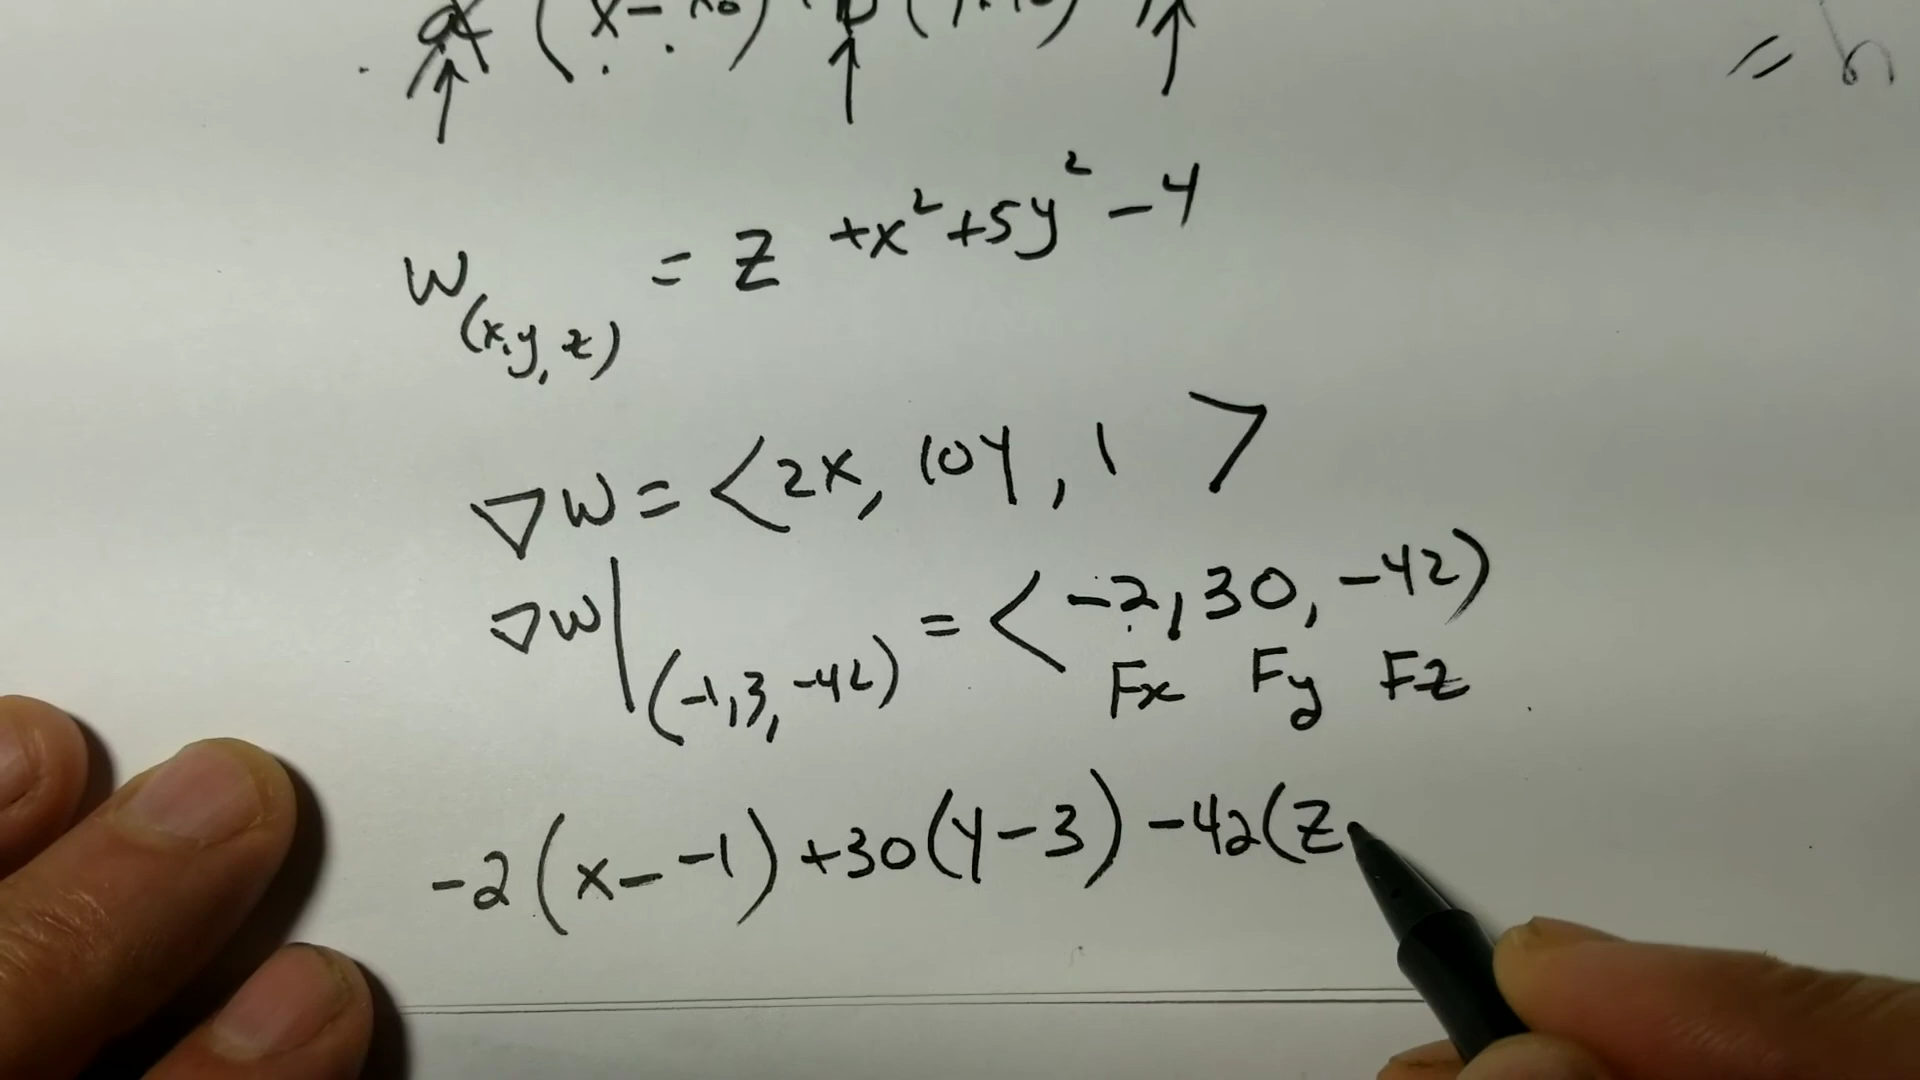 (x-x₀)
= h
W(x,y,z) = z +x²+5y²-4
▽W = <2x, 10y, 1 >
▽W|(-1,3,-42) = <-2, 30, -42)
Fx Fy Fz
-2(x--1)+30(y-3)-42(z